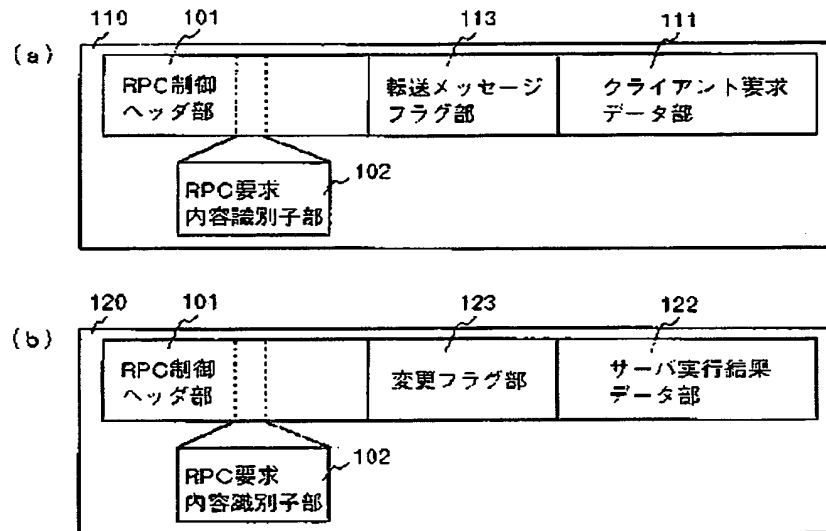 110 101 113 111
(a)
RPC制御 転送メッセージ クライアント要求
ヘッダ部 フラグ部 データ部
102
RPC要求
内容識別子部
120 101 123 122
(b)
RPC制御 変更フラグ部 サーバ実行結果
ヘッダ部 データ部
102
RPC要求
内容識別子部